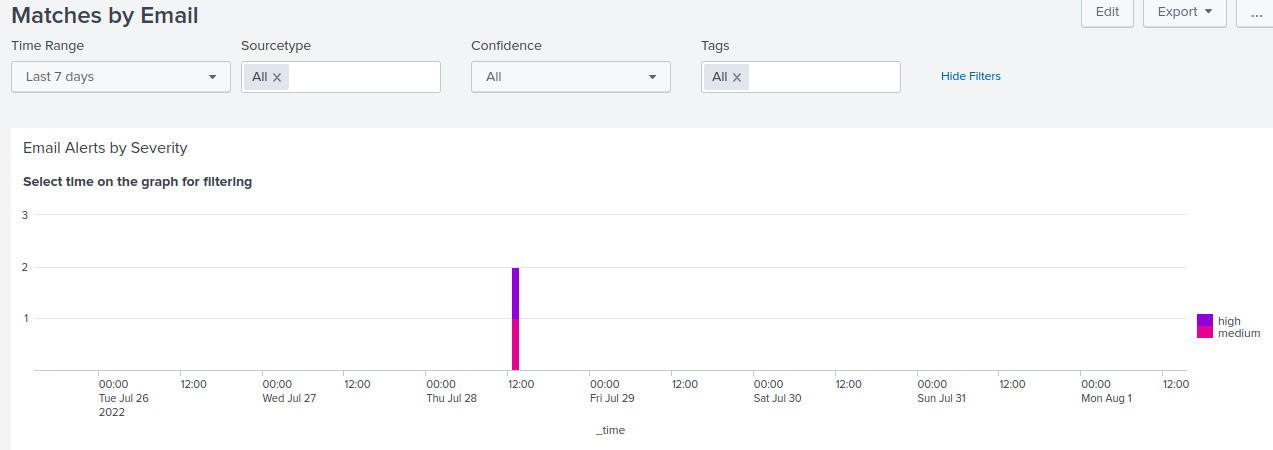 Matches by Email
Edit
Export
...
Time Range
Sourcetype
Confidence
Tags
Last 7 days
All ×
All
All ×
Hide Filters
Email Alerts by Severity
Select time on the graph for filtering
3
2
1
high
medium
00:00 12:00 00:00 12:00 00:00 12:00 00:00 12:00 00:00 12:00 00:00 12:00 00:00 12:00
Tue Jul 26 Wed Jul 27 Thu Jul 28 Fri Jul 29 Sat Jul 30 Sun Jul 31 Mon Aug 1
2022
_time